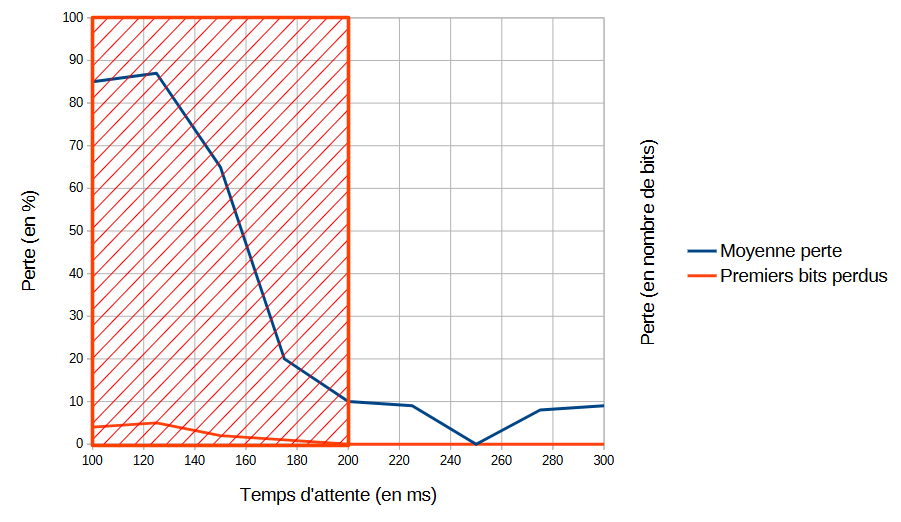 100
90
80
70
60
50
40
30
20
10
0
Perte (en %)
100 120 140 160 180 200 220 240 260 280 300
Temps d'attente (en ms)
Perte (en nombre de bits)
Moyenne perte
Premiers bits perdus